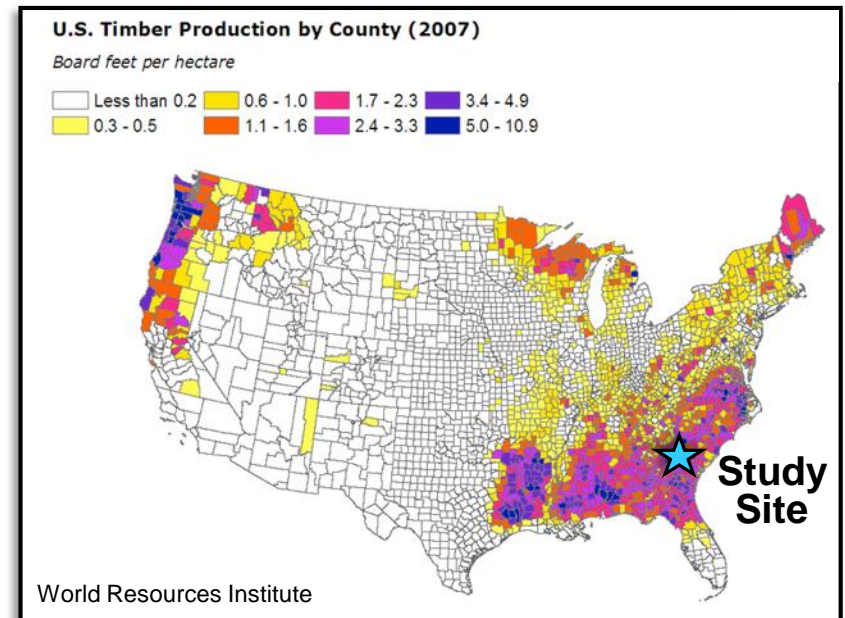 U.S. Timber Production by County (2007)
Board feet per hectare
Less than 0.2 0.6 - 1.0 1.7 - 2.3 3.4 - 4.9
0.3 - 0.5 1.1 - 1.6 2.4 - 3.3 5.0 - 10.9
Study
Site
World Resources Institute